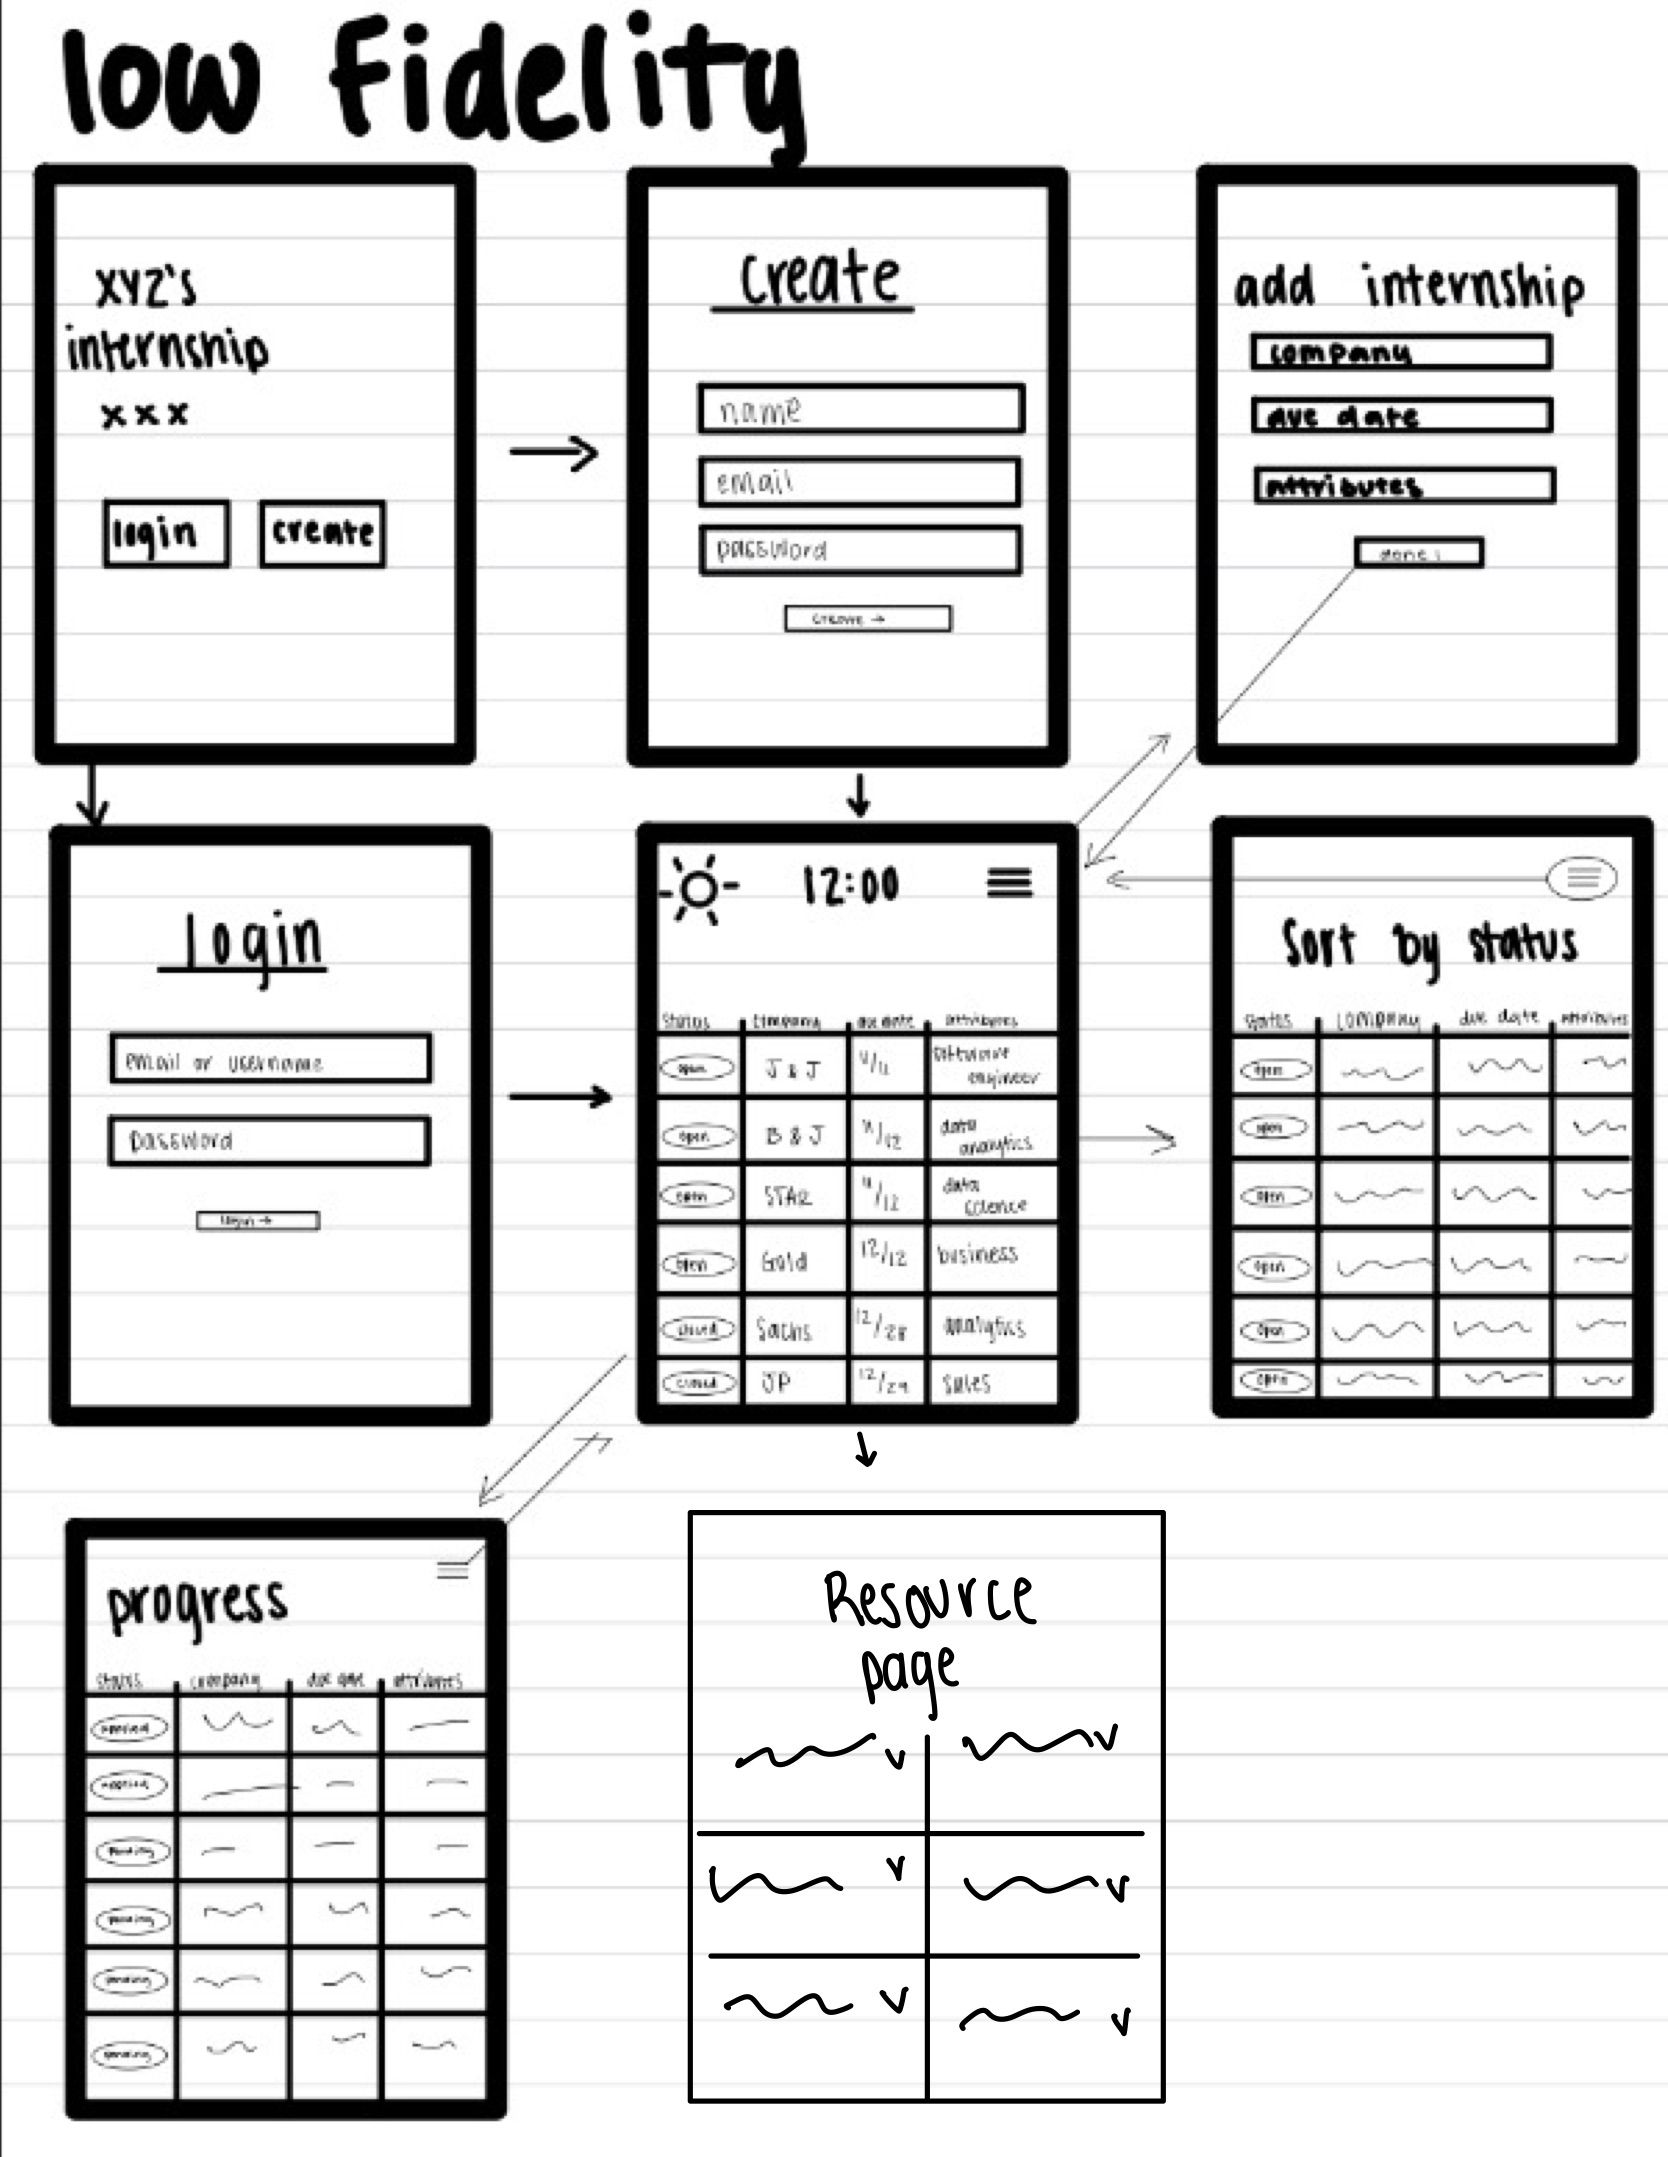 low fidelity
XYZ's
internship
xxx
login
create
create
name
email
password
create →
add internship
company
due date
attributes
done!
login
email or username
password
login →
12:00
status company due date attributes
open J & J 11/11 software engineer
open B & J 11/12 data analytics
open STAR 11/12 data science
open Gold 12/12 business
closed Sachs 12/28 analytics
closed JP 12/29 sales
Sort by status
status company due date attributes
open
open
open
open
open
open
progress
status company due date attributes
applied
applied
pending
pending
pending
pending
Resource
page